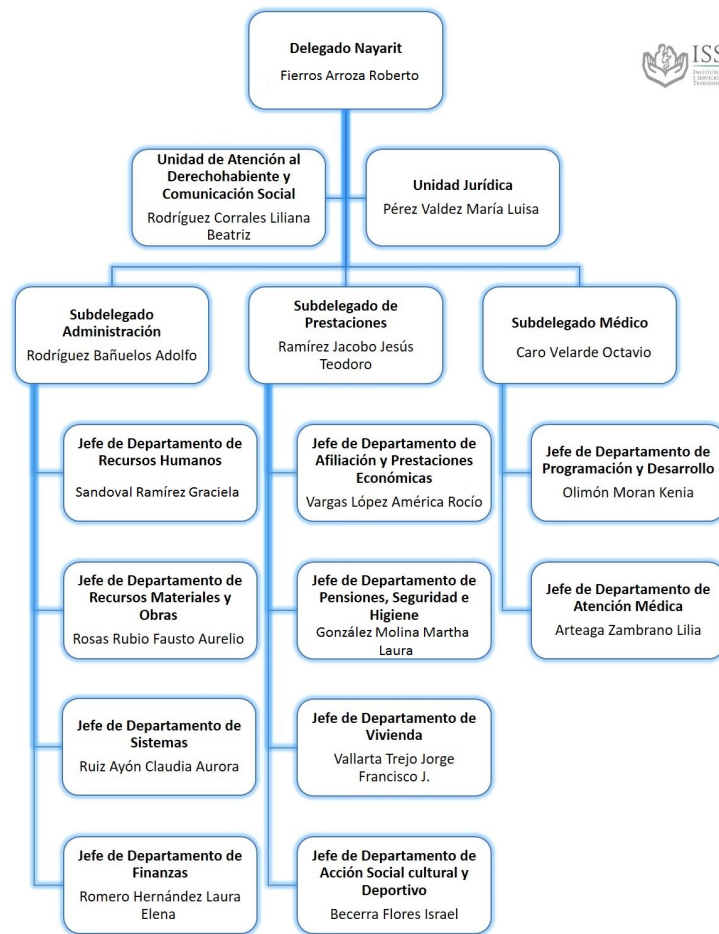 Delegado Nayarit
Fierros Arroza Roberto
ISS
Unidad de Atención al
Derechohabiente y
Comunicación Social
Rodríguez Corrales Liliana
Beatriz
Unidad Jurídica
Pérez Valdez María Luisa
Subdelegado
Administración
Rodríguez Bañuelos Adolfo
Subdelegado de
Prestaciones
Ramírez Jacobo Jesús
Teodoro
Subdelegado Médico
Caro Velarde Octavio
Jefe de Departamento de
Recursos Humanos
Sandoval Ramírez Graciela
Jefe de Departamento de
Afiliación y Prestaciones
Económicas
Vargas López América Rocío
Jefe de Departamento de
Programación y Desarrollo
Olimón Moran Kenia
Jefe de Departamento de
Recursos Materiales y
Obras
Rosas Rubio Fausto Aurelio
Jefe de Departamento de
Pensiones, Seguridad e
Higiene
González Molina Martha
Laura
Jefe de Departamento de
Atención Médica
Arteaga Zambrano Lilia
Jefe de Departamento de
Sistemas
Ruiz Ayón Claudia Aurora
Jefe de Departamento de
Vivienda
Vallarta Trejo Jorge
Francisco J.
Jefe de Departamento de
Finanzas
Romero Hernández Laura
Elena
Jefe de Departamento de
Acción Social cultural y
Deportivo
Becerra Flores Israel